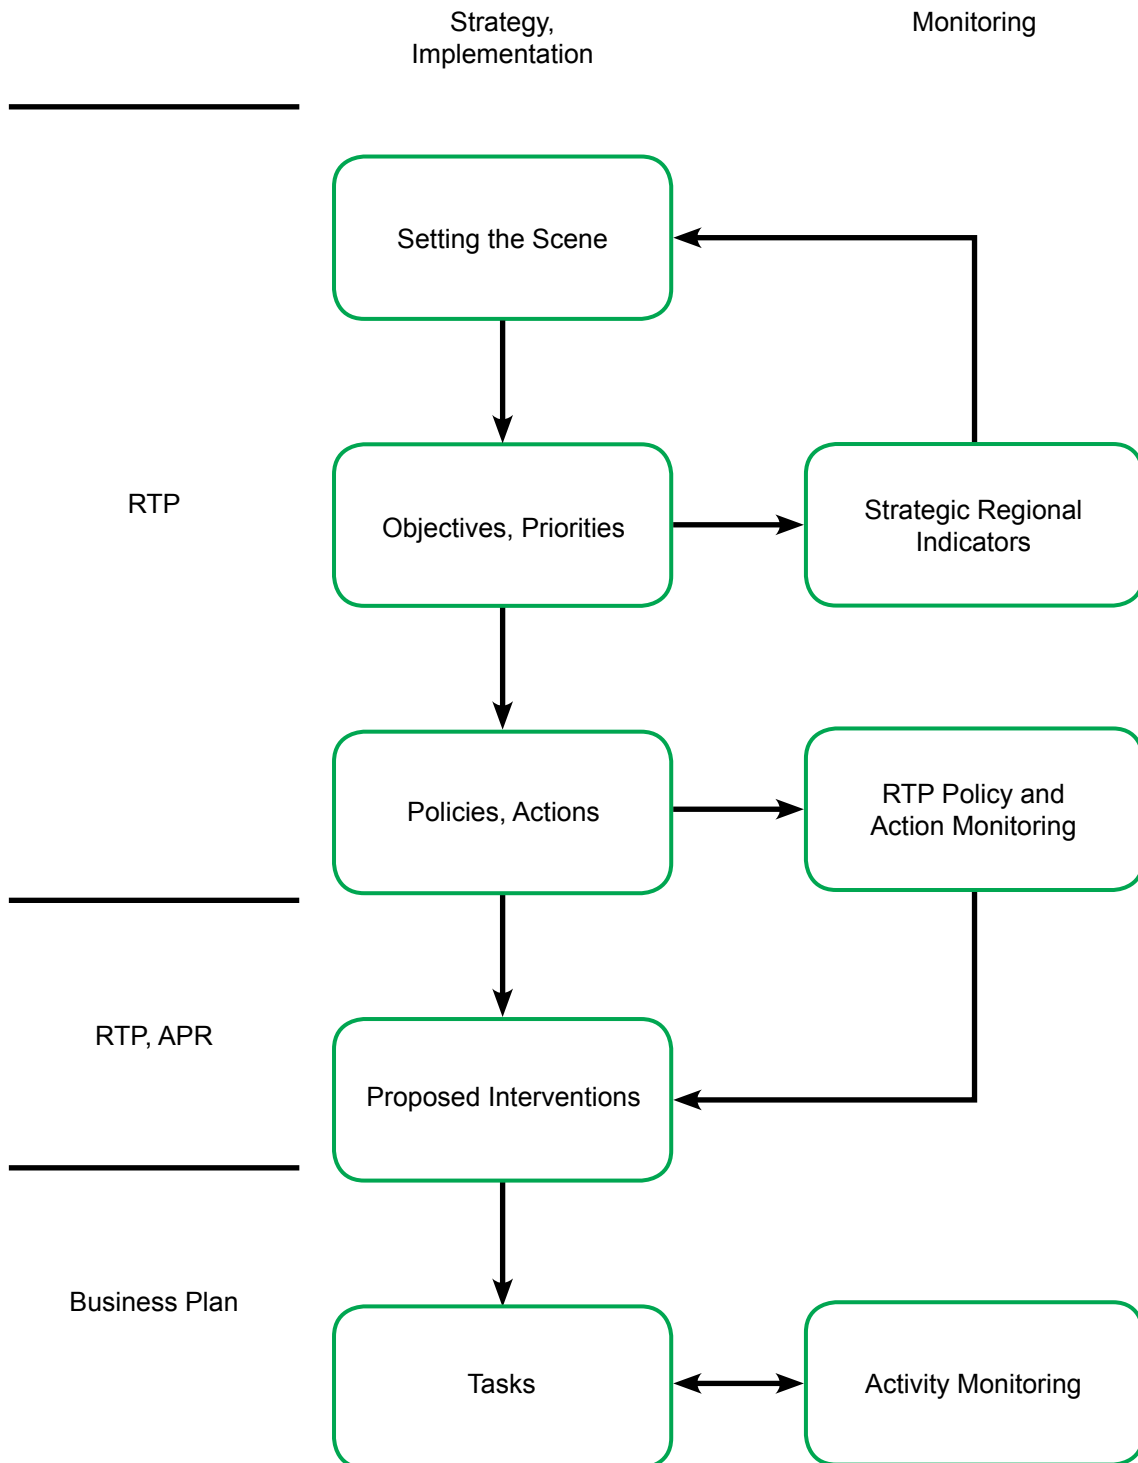 Strategy,
Implementation
Monitoring
Setting the Scene
RTP
Objectives, Priorities
Strategic Regional
Indicators
Policies, Actions
RTP Policy and
Action Monitoring
RTP, APR
Proposed Interventions
Business Plan
Tasks
Activity Monitoring